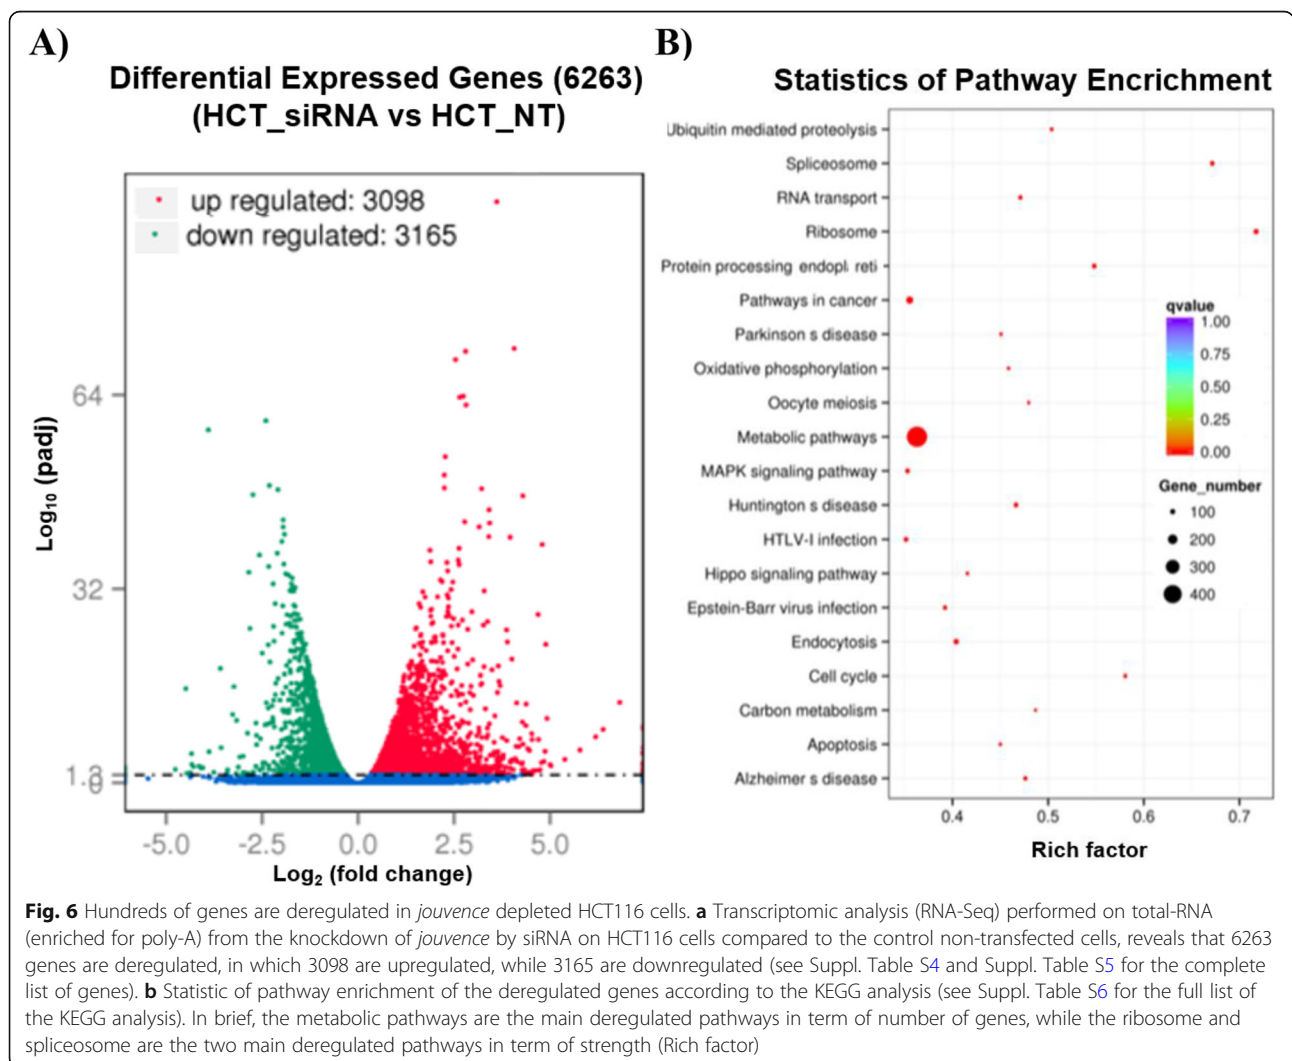 A)
Differential Expressed Genes (6263)
(HCT_siRNA vs HCT_NT)
up regulated: 3098
down regulated: 3165
64
32
1.8
0
Log10 (padj)
-5.0
-2.5
0.0
2.5
5.0
Log2 (fold change)
B)
Statistics of Pathway Encrichment
Ubiquitin mediated proteolysis
Spliceosome
RNA transport
Ribosome
Protein processing endopl reti
Pathways in cancer
Parkinson s disease
Oxidative phosphorylation
Oocyte meiosis
Metabolic pathways
MAPK signaling pathway
Huntington s disease
HTLV-I infection
Hippo signaling pathway
Epstein-Barr virus infection
Endocytosis
Cell cycle
Carbon metabolism
Apoptosis
Alzheimer s disease
0.4
0.5
0.6
0.7
Rich factor
qvalue
1.00
0.75
0.50
0.25
0.00
Gene_number
100
200
300
400
Fig. 6 Hundreds of genes are deregulated in jouvence depleted HCT116 cells. a Transcriptomic analysis (RNA-Seq) performed on total-RNA
(enriched for poly-A) from the knockdown of jouvence by siRNA on HCT116 cells compared to the control non-transfected cells, reveals that 6263
genes are deregulated, in which 3098 are upregulated, while 3165 are downregulated (see Suppl. Table S4 and Suppl. Table S5 for the complete
list of genes). b Statistic of pathway enrichment of the deregulated genes according to the KEGG analysis (see Suppl. Table S6 for the full list of
the KEGG analysis). In brief, the metabolic pathways are the main deregulated pathways in term of number of genes, while the ribosome and
spliceosome are the two main deregulated pathways in term of strength (Rich factor)